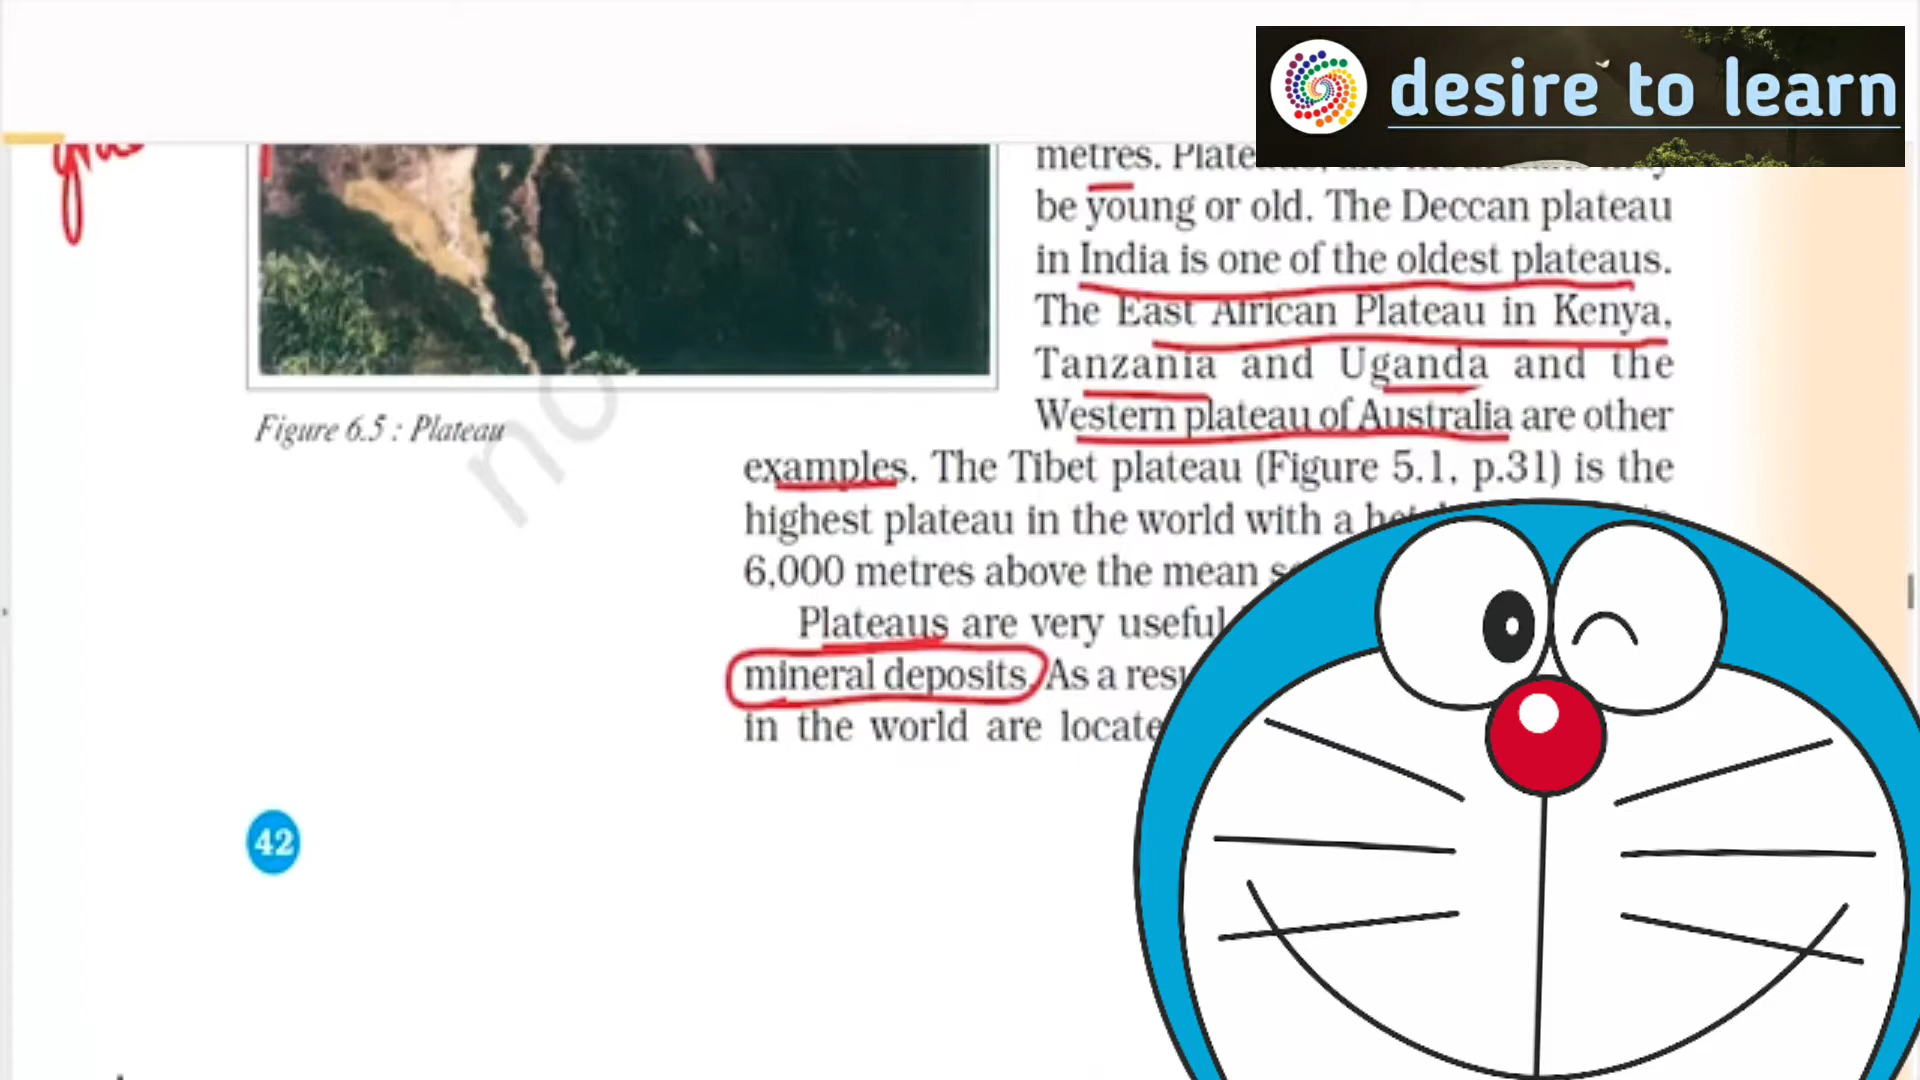 desire to learn
metres.
be young or old. The Deccan plateau
in India is one of the oldest plateaus.
The East African Plateau in Kenya,
Tanzania and Uganda and the
Western plateau of Australia are other
examples. The Tibet plateau (Figure 5.1, p.31) is the
highest plateau in the world with a
6,000 metres above the mean
Plateaus are very useful
mineral deposits. As a
in the world are
Figure 6.5 : Plateau
no
42